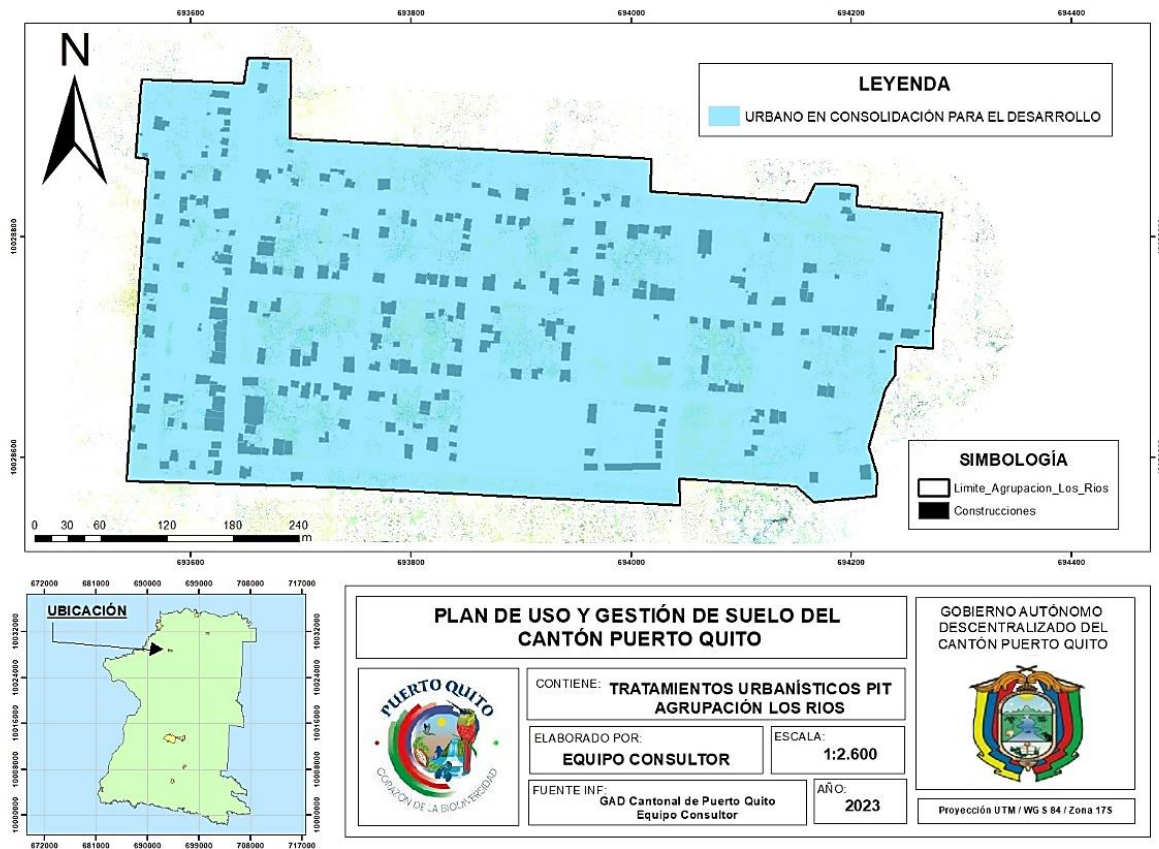 693600 693800 694000 694200 694400
N
LEYENDA
URBANO EN CONSOLIDACIÓN PARA EL DESARROLLO
10028800
10028600
SIMBOLOGÍA
Limite_Agrupacion_Los_Rios
Construcciones
0 30 60 120 180 240
m
693600 693800 694000 694200 694400
672000 681000 690000 699000 708000 717000
UBICACIÓN
10032000 10032000
10024000 10024000
10016000 10016000
10008000 10008000
10000000 10000000
672000 681000 690000 699000 708000 717000
PLAN DE USO Y GESTIÓN DE SUELO DEL
CANTÓN PUERTO QUITO
PUERTO QUITO
CORAZÓN DE LA BIODIVERSIDAD
CONTIENE: TRATAMIENTOS URBANÍSTICOS PIT
AGRUPACIÓN LOS RIOS
ELABORADO POR:
EQUIPO CONSULTOR
ESCALA:
1:2.600
FUENTE INF:
GAD Cantonal de Puerto Quito
Equipo Consultor
AÑO:
2023
GOBIERNO AUTÓNOMO
DESCENTRALIZADO DEL
CANTÓN PUERTO QUITO
Proyección UTM / WG S 84 / Zona 17S